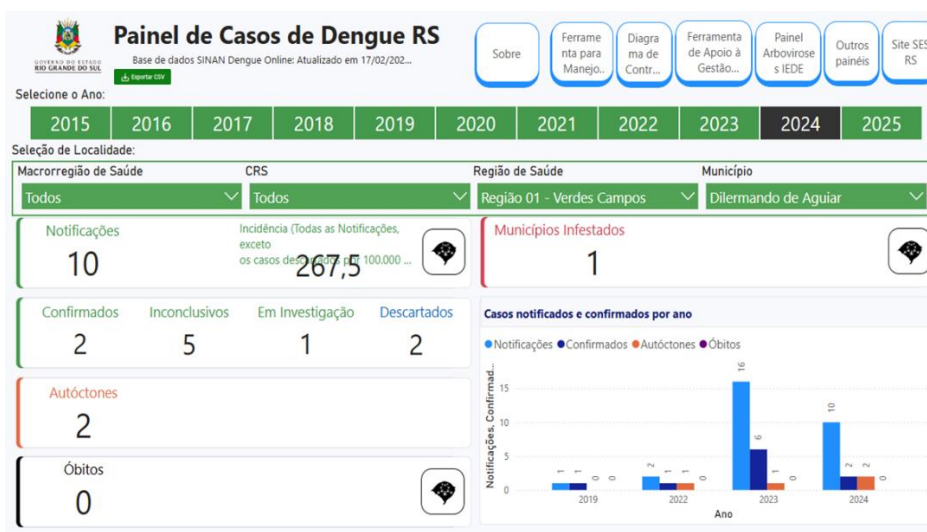 Painel de Casos de Dengue RS
GOVERNO DO ESTADO
RIO GRANDE DO SUL
Base de dados SINAN Dengue Online: Atualizado em 17/02/202...
Exportar CSV
Sobre
Ferrame
nta para
Manejo..
Diagra
ma de
Contr...
Ferramenta
de Apoio à
Gestão...
Painel
Arbovirose
s IEDE
Outros
painéis
Site SES
RS
Selecione o Ano:
2015 2016 2017 2018 2019 2020 2021 2022 2023 2024 2025
Seleção de Localidade:
Macrorregião de Saúde CRS Região de Saúde Município
Todos Todos Região 01 - Verdes Campos Dilermando de Aguiar
Notificações
10
Incidência (Todas as Notificações,
exceto
os casos descartados por 100.000 ...
267,5
Municípios Infestados
1
Confirmados Inconclusivos Em Investigação Descartados
2 5 1 2
Autóctones
2
Óbitos
0
Casos notificados e confirmados por ano
Notificações Confirmados Autóctones Óbitos
Notificações, Confirmad...
15
10
5
0
1 1 0 0
2 1 1 0
16 6 1 0
10 2 2 0
2019 2022 2023 2024
Ano